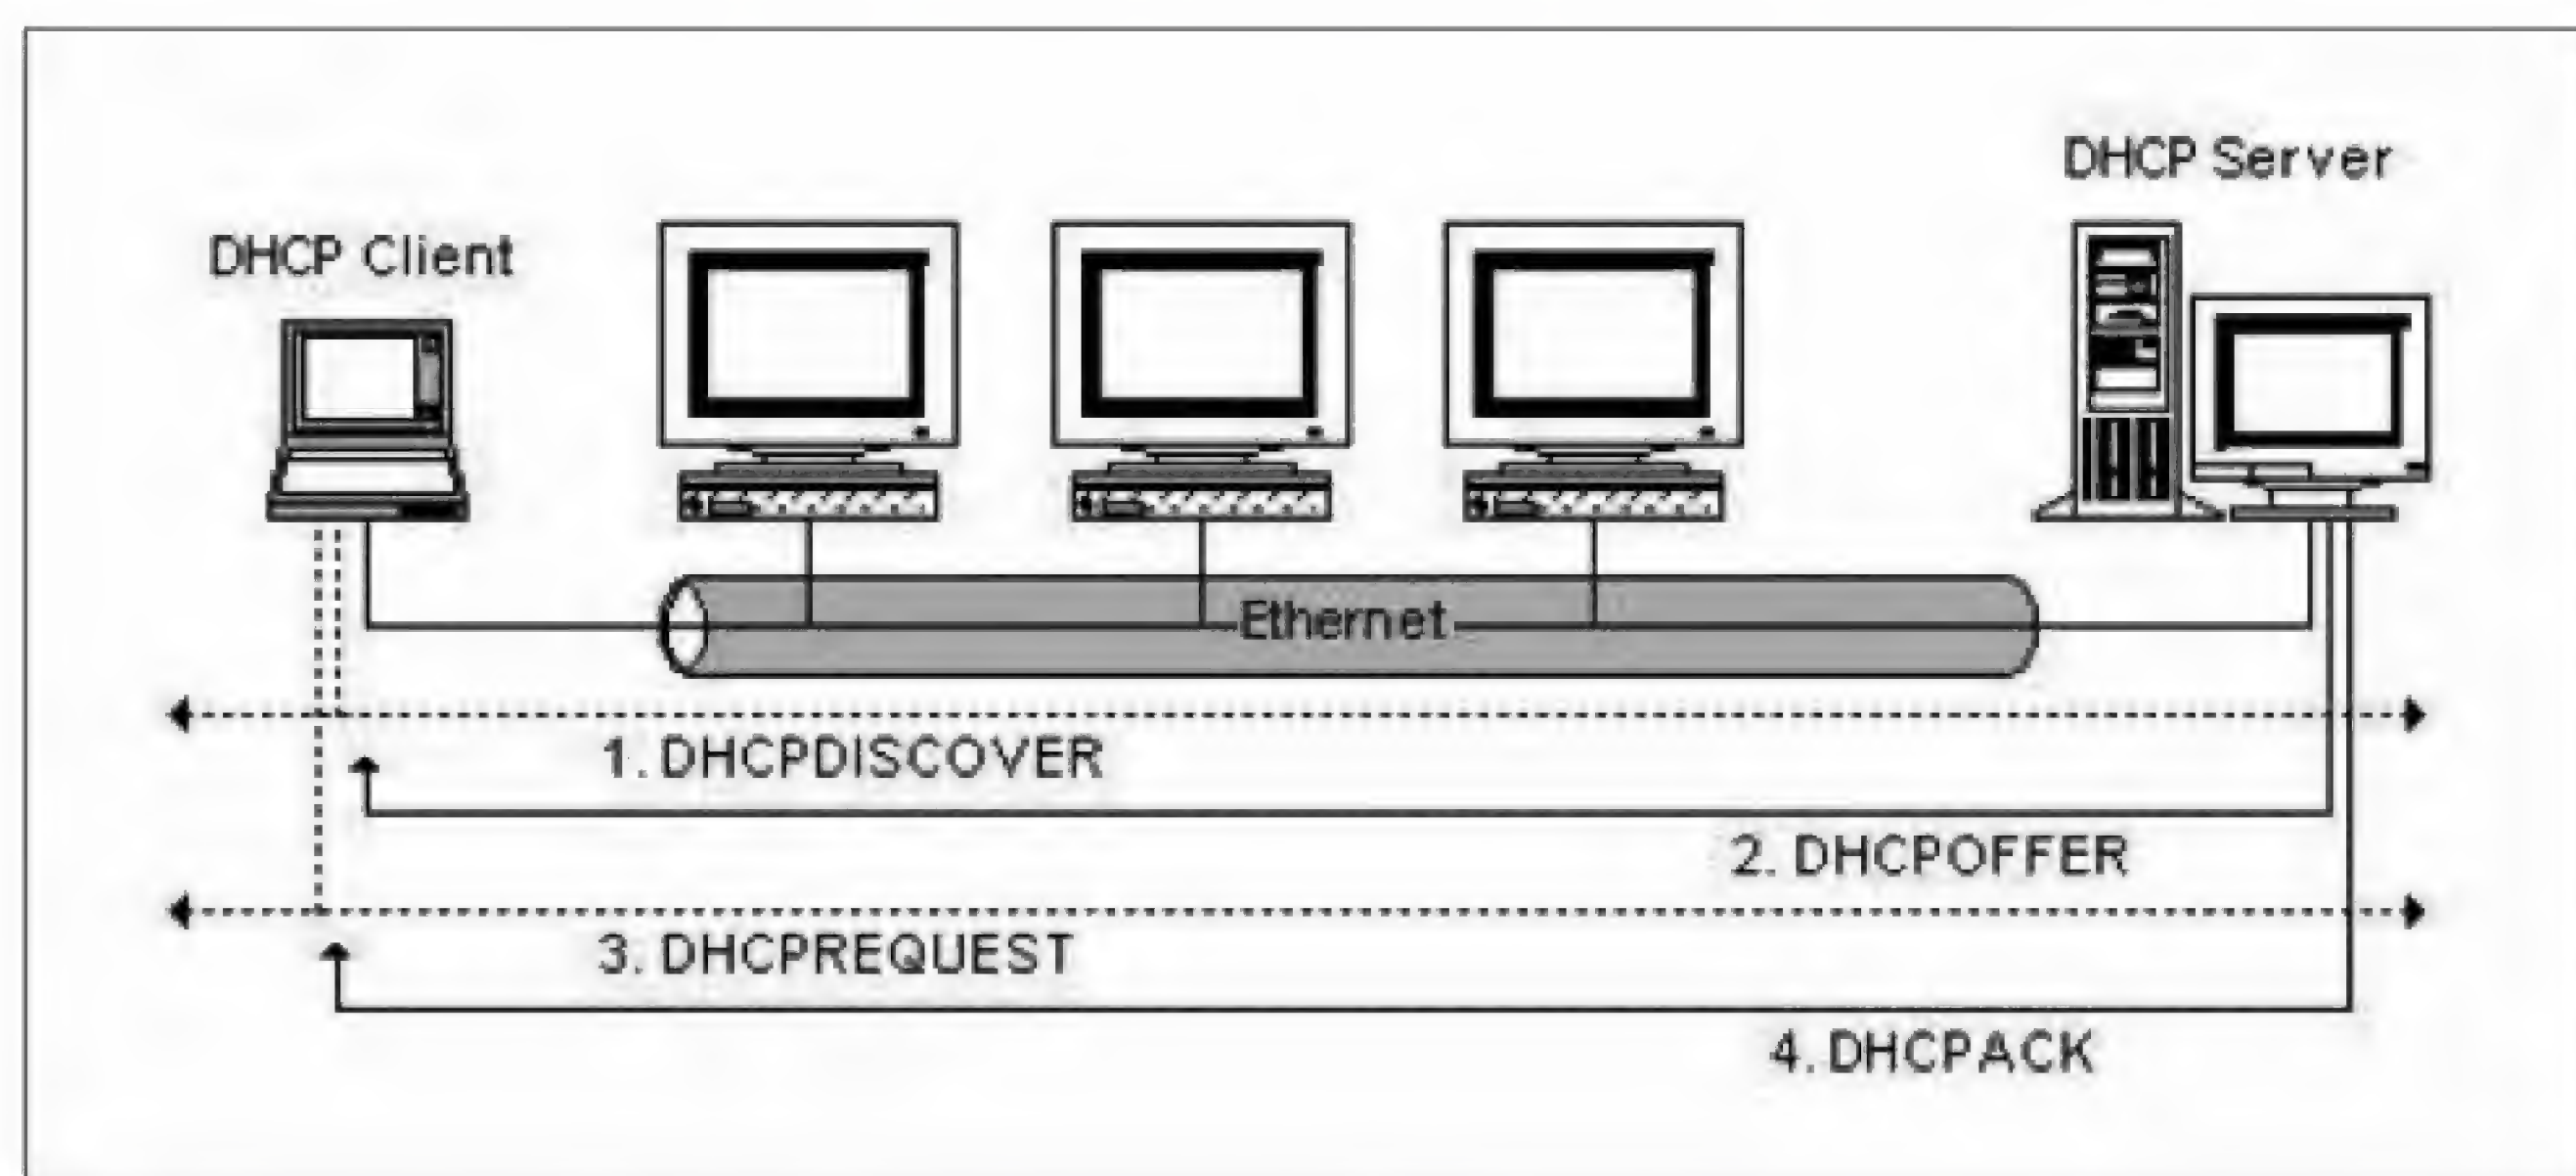 DHCP Server
DHCP Client
Ethernet
1. DHCPDISCOVER
2. DHCPOFFER
3. DHCPREQUEST
4. DHCPACK